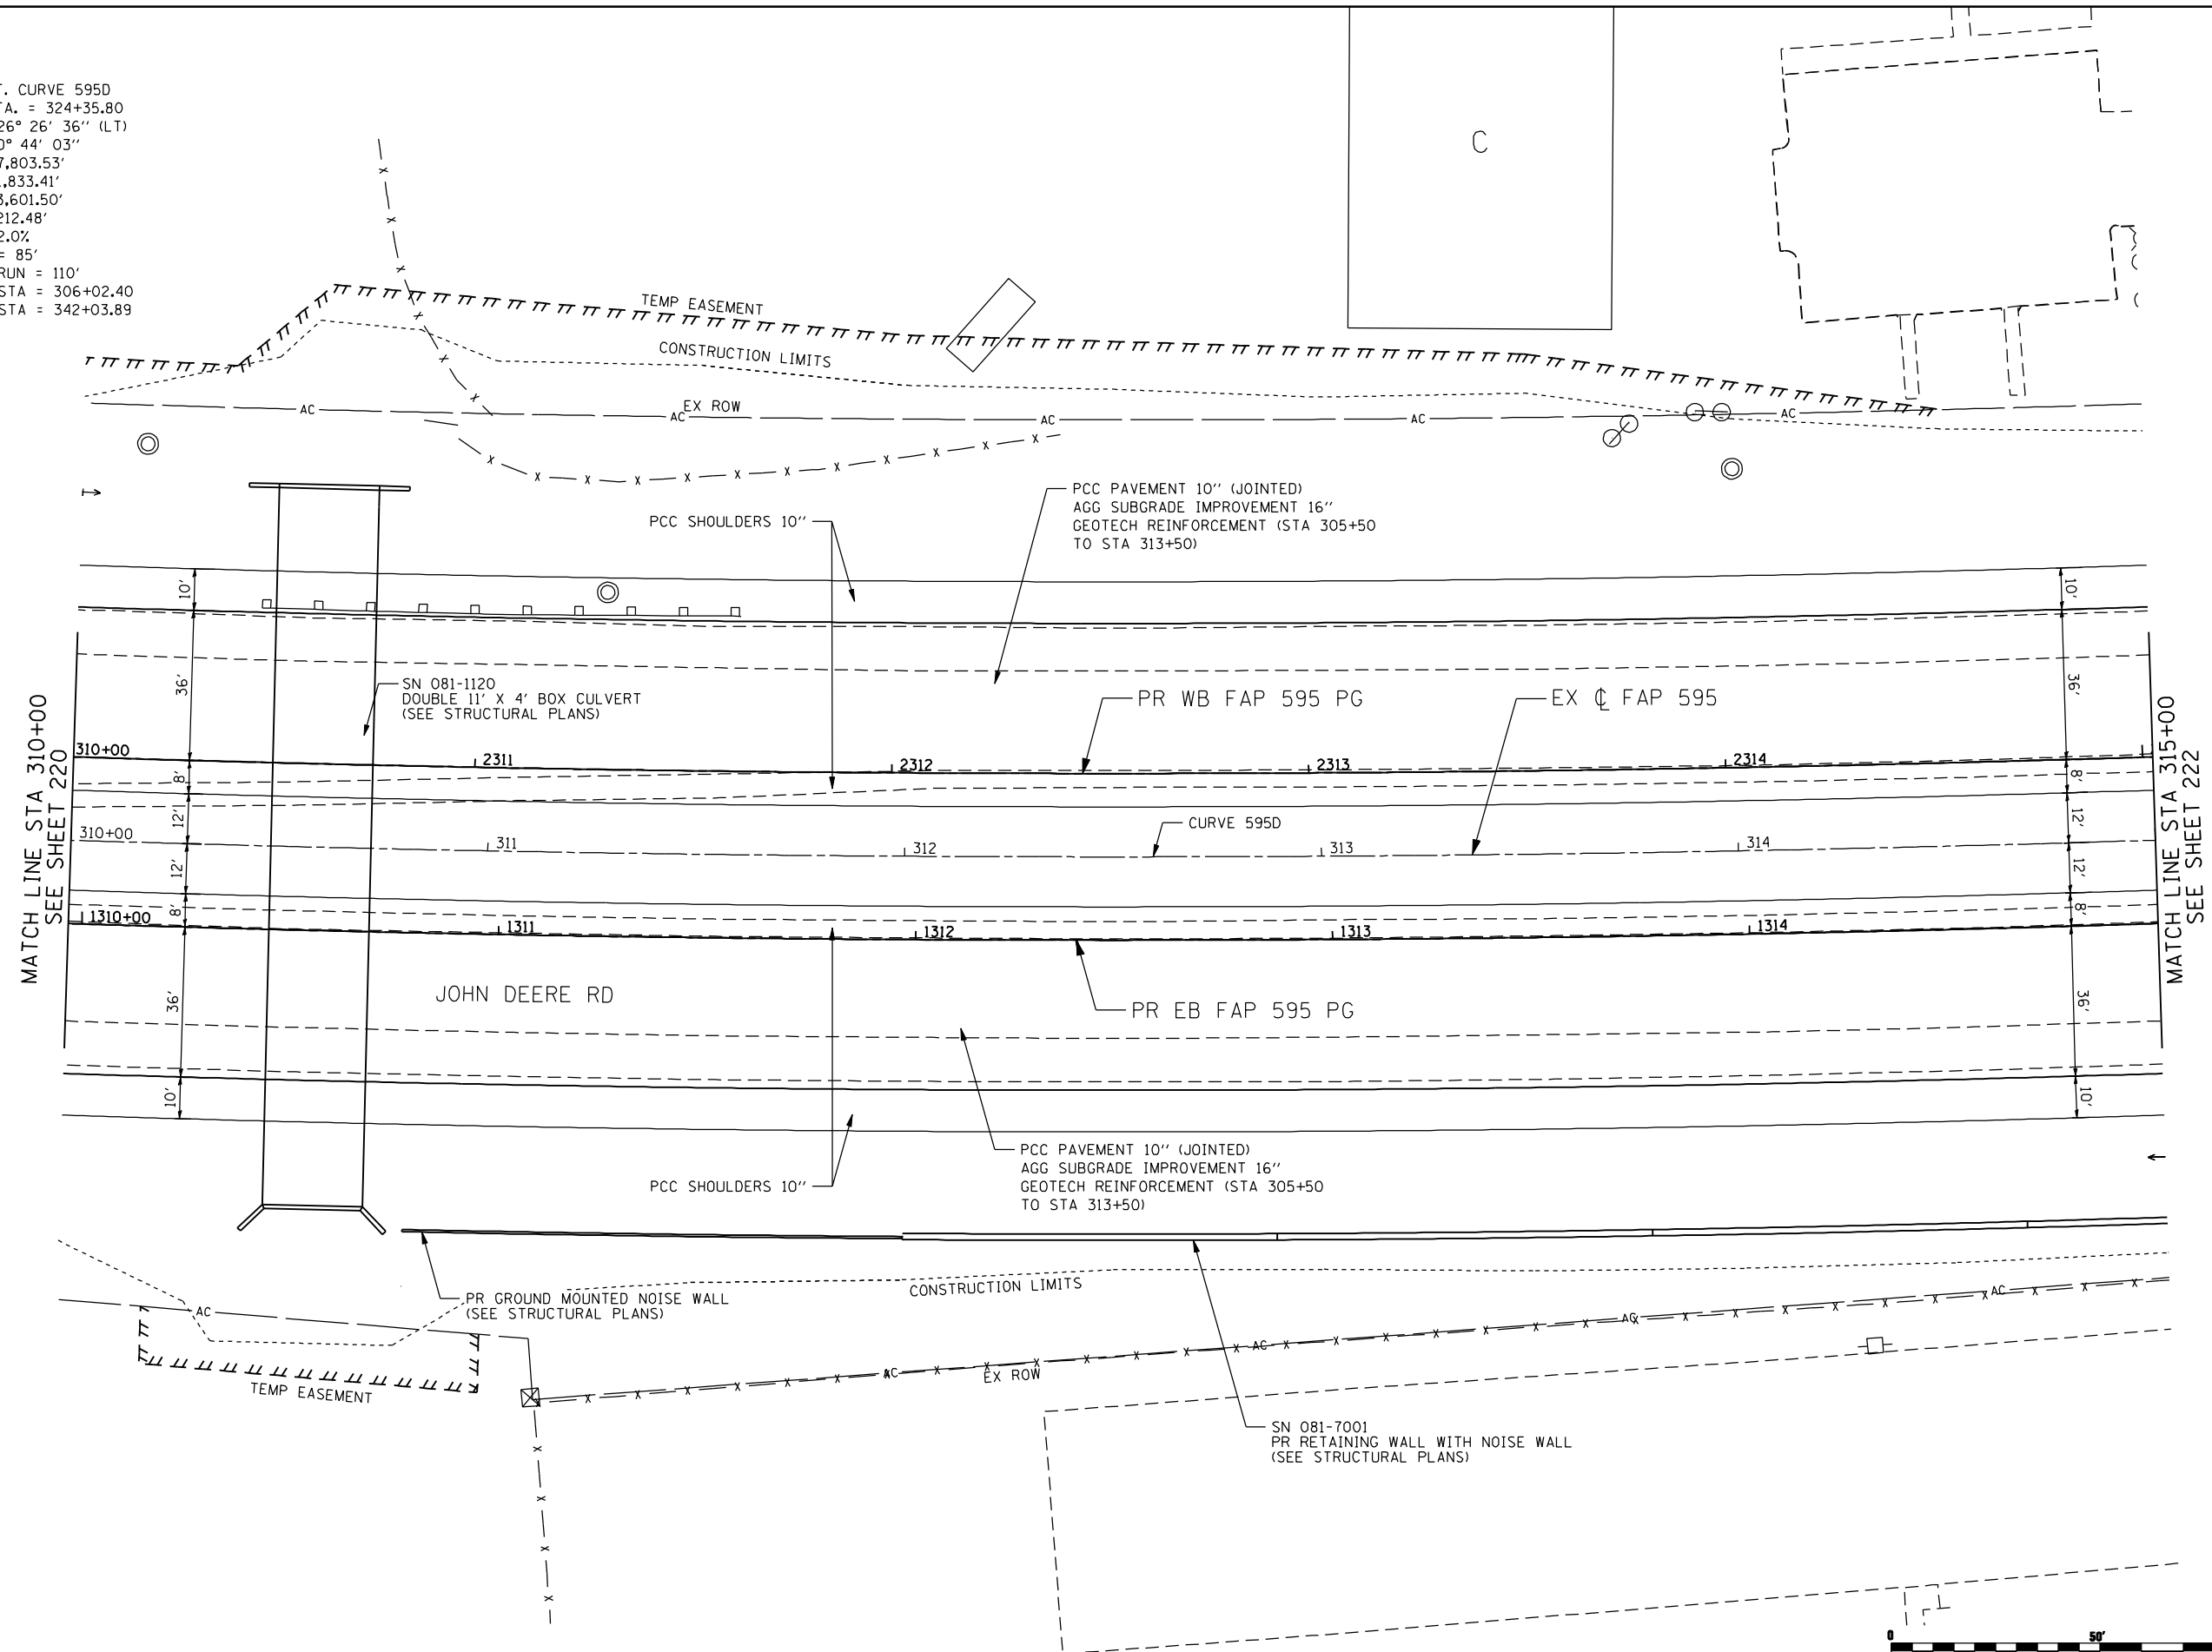 T. CURVE 595D
TA. = 324+35.80
26° 26' 36'' (LT)
0° 44' 03''
7,803.53'
1,833.41'
3,601.50'
212.48'
2.0%
= 85'
RUN = 110'
STA = 306+02.40
STA = 342+03.89
C
TEMP EASEMENT
CONSTRUCTION LIMITS
EX ROW
AC
AC
AC
AC
AC
PCC SHOULDERS 10''
PCC PAVEMENT 10'' (JOINTED)
AGG SUBGRADE IMPROVEMENT 16''
GEOTECH REINFORCEMENT (STA 305+50
TO STA 313+50)
10'
10'
36'
36'
SN 081-1120
DOUBLE 11' X 4' BOX CULVERT
(SEE STRUCTURAL PLANS)
PR WB FAP 595 PG
EX ℄ FAP 595
MATCH LINE STA 310+00
SEE SHEET 220
MATCH LINE STA 315+00
SEE SHEET 222
310+00
2311
2312
2313
2314
8'
8'
12'
12'
CURVE 595D
310+00
311
312
313
314
12'
12'
8'
8'
1310+00
1311
1312
1313
1314
JOHN DEERE RD
PR EB FAP 595 PG
36'
36'
10'
10'
PCC SHOULDERS 10''
PCC PAVEMENT 10'' (JOINTED)
AGG SUBGRADE IMPROVEMENT 16''
GEOTECH REINFORCEMENT (STA 305+50
TO STA 313+50)
PR GROUND MOUNTED NOISE WALL
(SEE STRUCTURAL PLANS)
CONSTRUCTION LIMITS
AC
AC
AC
AC
AC
EX ROW
TEMP EASEMENT
SN 081-7001
PR RETAINING WALL WITH NOISE WALL
(SEE STRUCTURAL PLANS)
0
50'